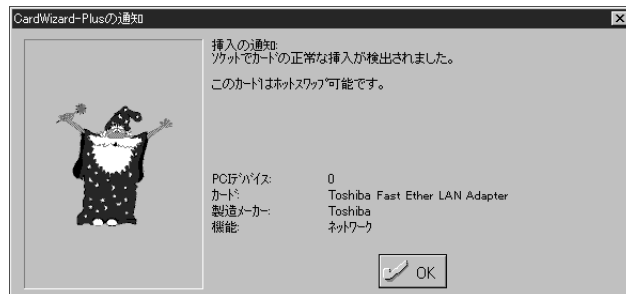 CardWizard-Plusの通知
挿入の通知:
ソケットでカードの正常な挿入が検出されました。
このカード1はホットスワップ可能です。
PCIデバイス: 0
カード: Toshiba Fast Ether LAN Adapter
製造メーカー: Toshiba
機能: ネットワーク
OK